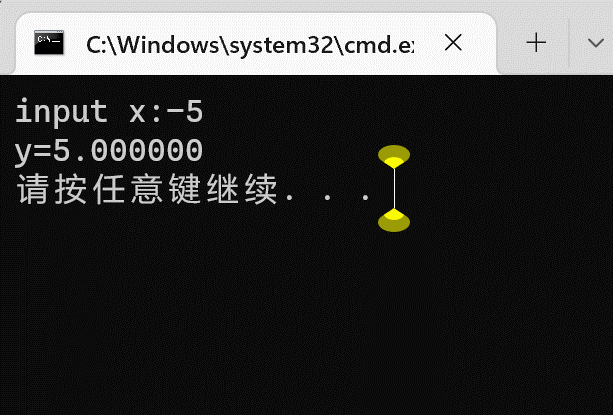 C:\Windows\system32\cmd.ex
input x:-5
y=5.000000
请按任意键继续. . .